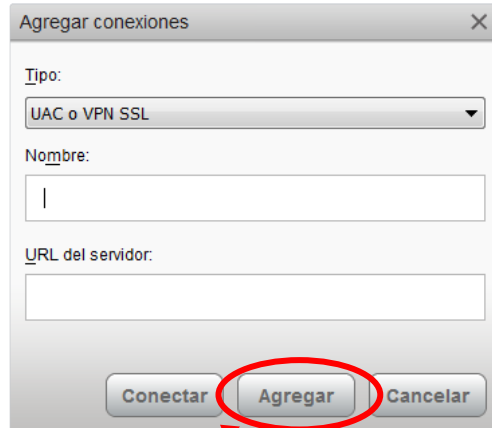 Agregar conexiones
Tipo:
UAC o VPN SSL
Nombre:
URL del servidor:
Conectar Agregar Cancelar